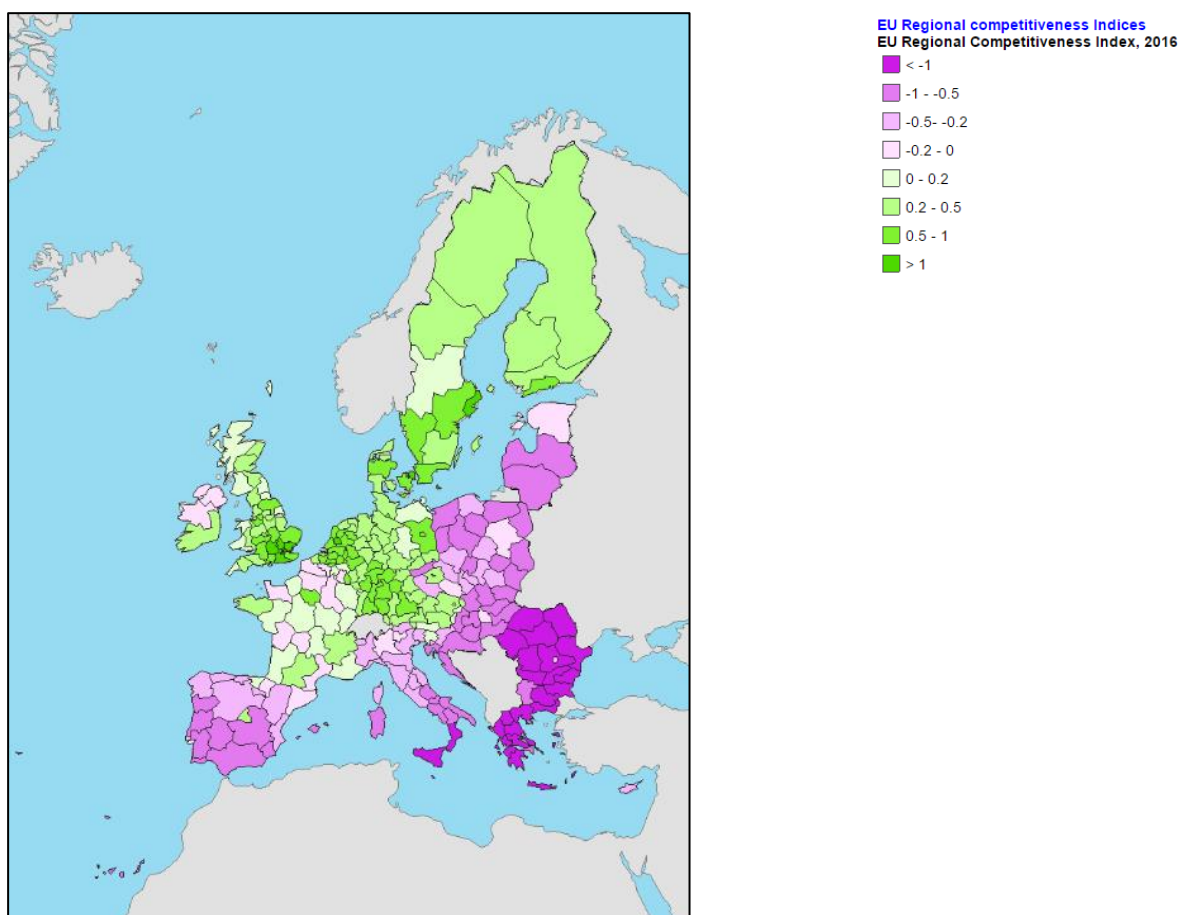 EU Regional competitiveness Indices
EU Regional Competitiveness Index, 2016
< -1
-1 - -0.5
-0.5- -0.2
-0.2 - 0
0 - 0.2
0.2 - 0.5
0.5 - 1
> 1